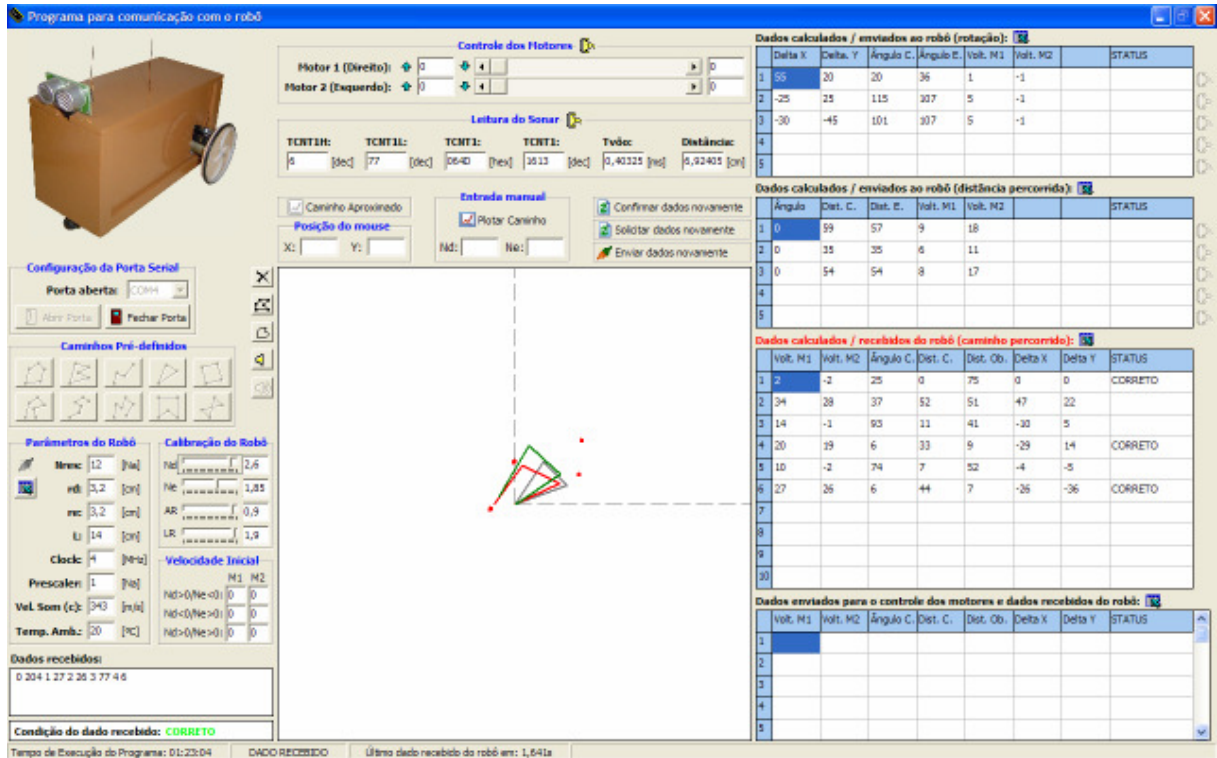 Programa para comunicação com o robô
Controle dos Motores
Motor 1 (Direito): 0 0
Motor 2 (Esquerdo): 0 0
Leitura do Sonar
TCNT1H: TCNT1L: TCNT1: TCNT1: Tvôo: Distância:
6 [dec] 77 [dec] 064D [hex] 1613 [dec] 0,40325 [ms] 6,92405 [cm]
Caminho Aproximado
Posição do mouse
X: Y:
Entrada manual
Plotar Caminho
Nd: Ne:
Confirmar dados novamente
Solicitar dados novamente
Enviar dados novamente
Configuração da Porta Serial
Porta aberta: COM4
Abrir Porta Fechar Porta
Caminhos Pré-definidos
Parâmetros do Robô
Nres: 12 [Na]
rd: 3,2 [cm]
re: 3,2 [cm]
L: 14 [cm]
Clock: 4 [MHz]
Prescaler: 1 [Na]
Vel. Som (c): 343 [m/s]
Temp. Amb.: 20 [ºC]
Calibração do Robô
Nd 2,6
Ne 1,85
AR 0,9
LR 1,9
Velocidade Inicial
M1 M2
Nd>0/Ne<0: 0 0
Nd<0/Ne>0: 0 0
Nd>0/Ne>0: 0 0
Dados recebidos:
0 204 1 27 2 26 3 77 4 6
Condição do dado recebido: CORRETO
Dados calculados / enviados ao robô (rotação):
Delta X Delta. Y Ângulo C. Ângulo E. Volt. M1 Volt. M2 STATUS
1 55 20 20 36 1 -1
2 -25 25 115 107 5 -1
3 -30 -45 101 107 5 -1
4
5
Dados calculados / enviados ao robô (distância percorrida):
Ângulo Dist. C. Dist. E. Volt. M1 Volt. M2 STATUS
1 0 59 57 9 18
2 0 35 35 6 11
3 0 54 54 8 17
4
5
Dados calculados / recebidos do robô (caminho percorrido):
Volt. M1 Volt. M2 Ângulo C. Dist. C. Dist. Ob. Delta X Delta Y STATUS
1 2 -2 25 0 75 0 0 CORRETO
2 34 28 37 52 51 47 22
3 14 -1 93 11 41 -10 5
4 20 19 6 33 9 -29 14 CORRETO
5 10 -2 74 7 52 -4 -5
6 27 26 6 44 7 -26 -36 CORRETO
7
8
9
10
Dados enviados para o controle dos motores e dados recebidos do robô:
Volt. M1 Volt. M2 Ângulo C. Dist. C. Dist. Ob. Delta X Delta Y STATUS
1
2
3
4
5
Tempo de Execução do Programa: 01:23:04 DADO RECEBIDO Último dado recebido do robô em: 1,641s